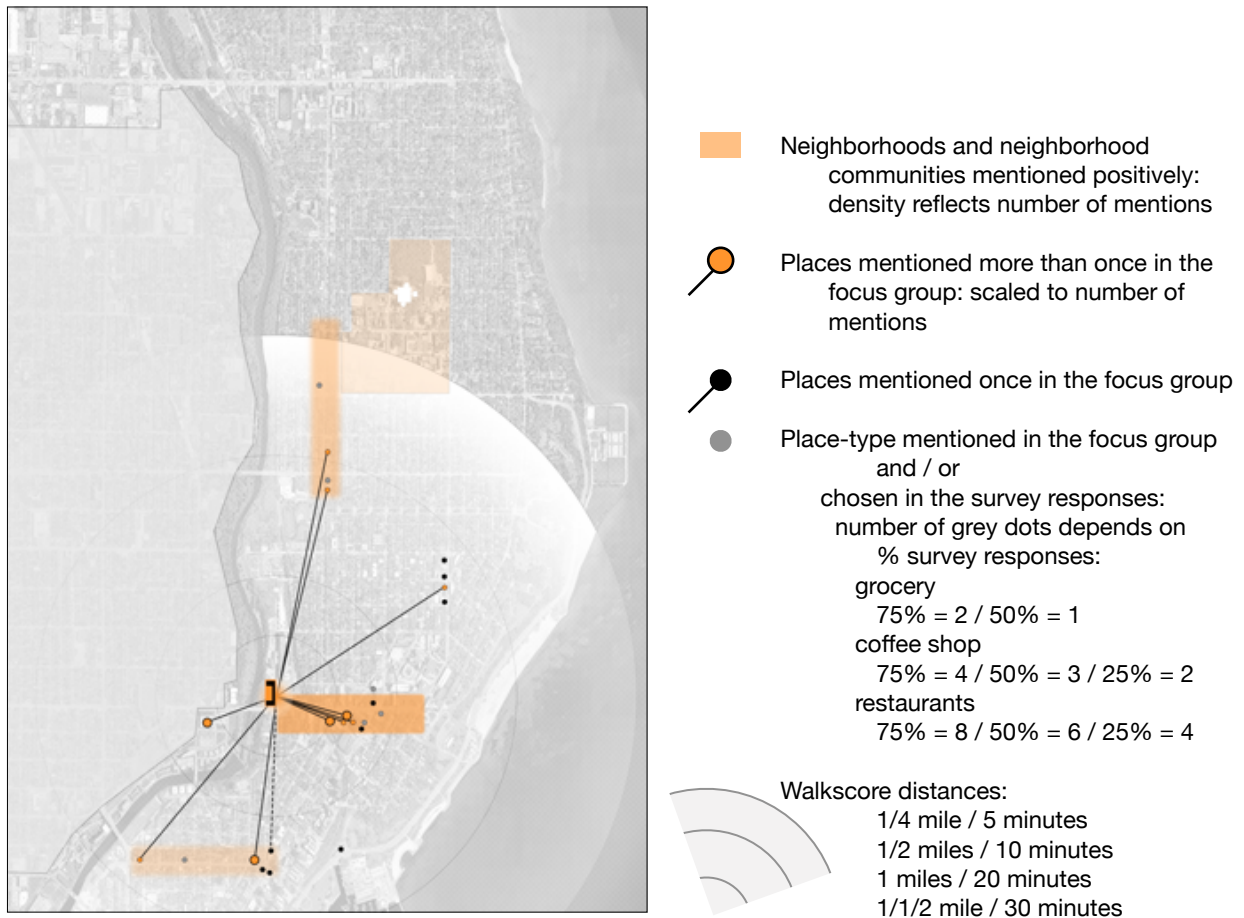 Neighborhoods and neighborhood
communities mentioned positively:
density reflects number of mentions
Places mentioned more than once in the
focus group: scaled to number of
mentions
Places mentioned once in the focus group
Place-type mentioned in the focus group
and / or
chosen in the survey responses:
number of grey dots depends on
% survey responses:
grocery
75% = 2 / 50% = 1
coffee shop
75% = 4 / 50% = 3 / 25% = 2
restaurants
75% = 8 / 50% = 6 / 25% = 4
Walkscore distances:
1/4 mile / 5 minutes
1/2 miles / 10 minutes
1 miles / 20 minutes
1/1/2 mile / 30 minutes